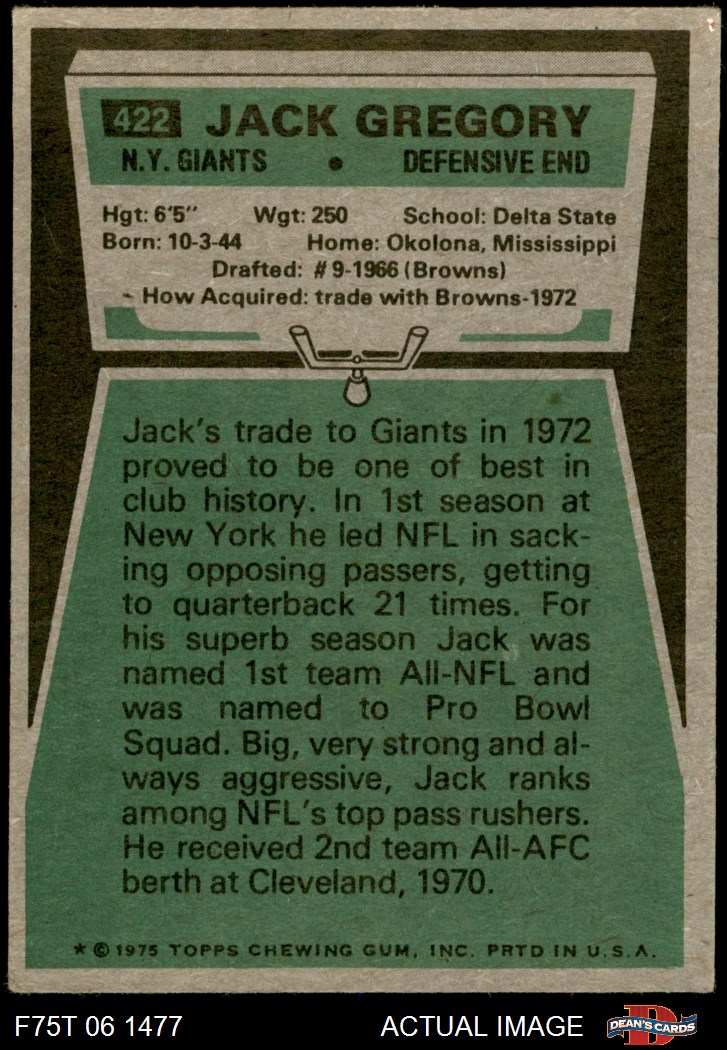 422 JACK GREGORY
N.Y. GIANTS • DEFENSIVE END
Hgt: 6'5" Wgt: 250 School: Delta State
Born: 10-3-44 Home: Okolona, Mississippi
Drafted: #9-1966 (Browns)
How Acquired: trade with Browns-1972
Jack's trade to Giants in 1972
proved to be one of best in
club history. In 1st season at
New York he led NFL in sack-
ing opposing passers, getting
to quarterback 21 times. For
his superb season Jack was
named 1st team All-NFL and
was named to Pro Bowl
Squad. Big, very strong and al-
ways aggressive, Jack ranks
among NFL's top pass rushers.
He received 2nd team All-AFC
berth at Cleveland, 1970.
* © 1975 TOPPS CHEWING GUM, INC. PRTD IN U.S.A.
F75T 06 1477 ACTUAL IMAGE D DEAN'S CARDS